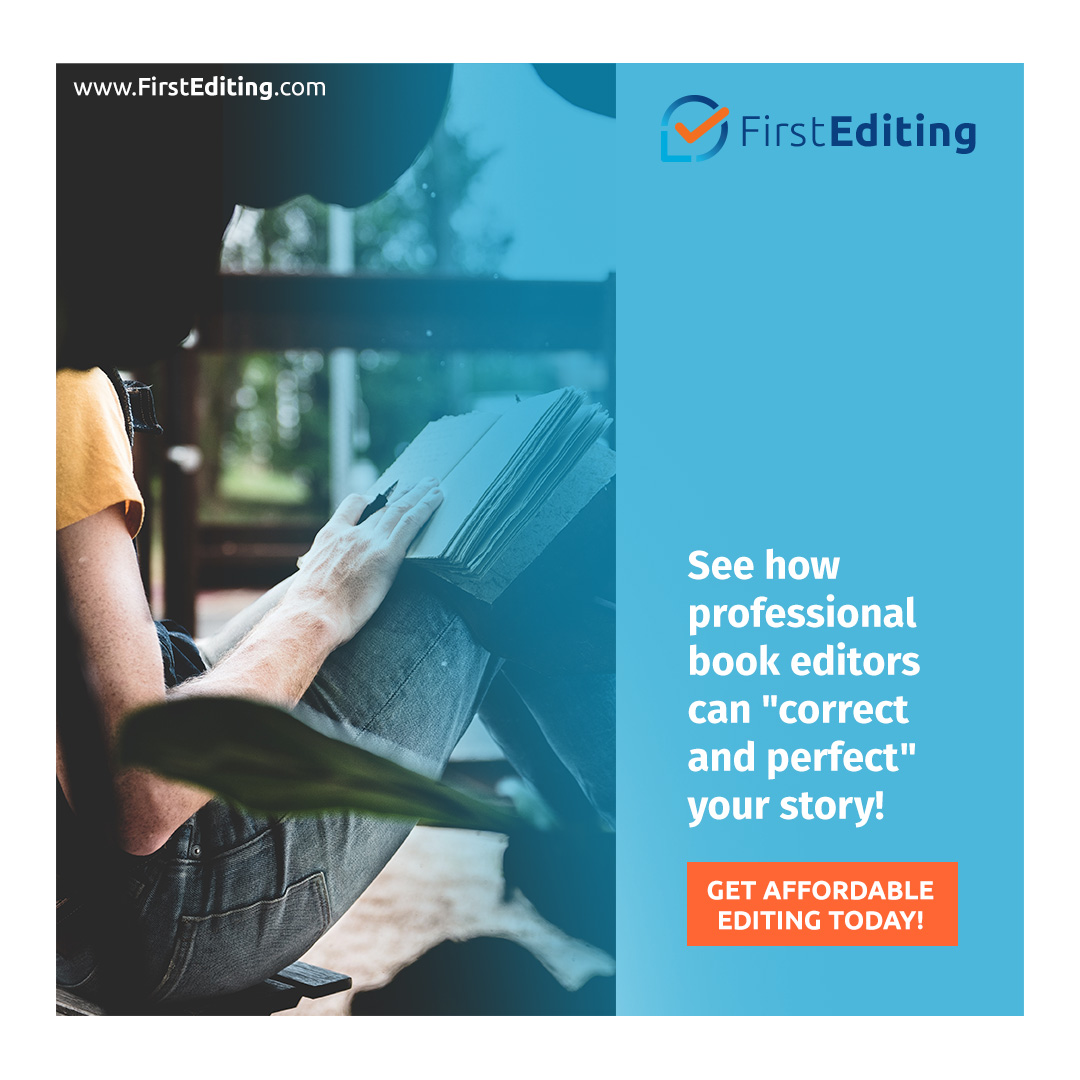 www.FirstEditing.com
FirstEditing
See how
professional
book editors
can "correct
and perfect"
your story!
GET AFFORDABLE
EDITING TODAY!